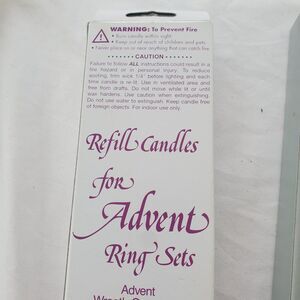 WARNING: To Prevent Fire
• Burn candle within sight.
• Keep out of reach of children and pets.
• Never place on or near anything that can catch fire.
CAUTION
Failure to follow ALL instructions could result in a
fire hazard or in personal injury. To reduce
sooting, trim wick 1/4" before lighting and each
time candle is re-lit. Use in ventilated area and
free from drafts. Do not move while lit or until
wax hardens. Use caution when extinguishing.
Do not use water to extinguish. Keep candle free
of foreign objects. For indoor use only.
Refill Candles
for
Advent
Ring Sets
Advent